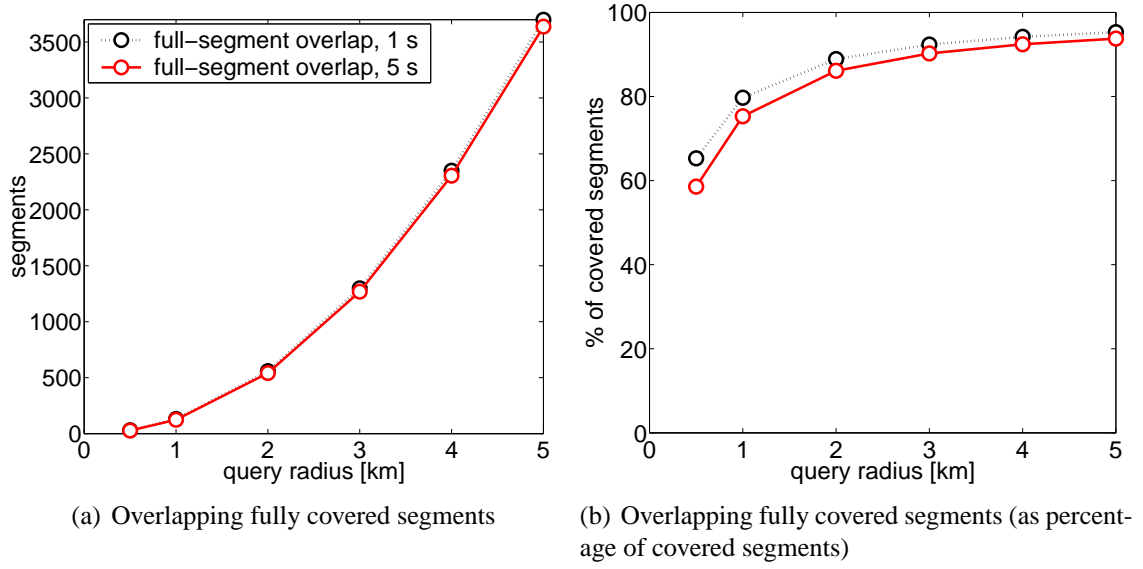 3500
3000
2500
2000
1500
1000
500
0
segments
full−segment overlap, 1 s
full−segment overlap, 5 s
0 1 2 3 4 5
query radius [km]
(a) Overlapping fully covered segments
100
80
60
40
20
0
% of covered segments
0 1 2 3 4 5
query radius [km]
(b) Overlapping fully covered segments (as percent-
age of covered segments)